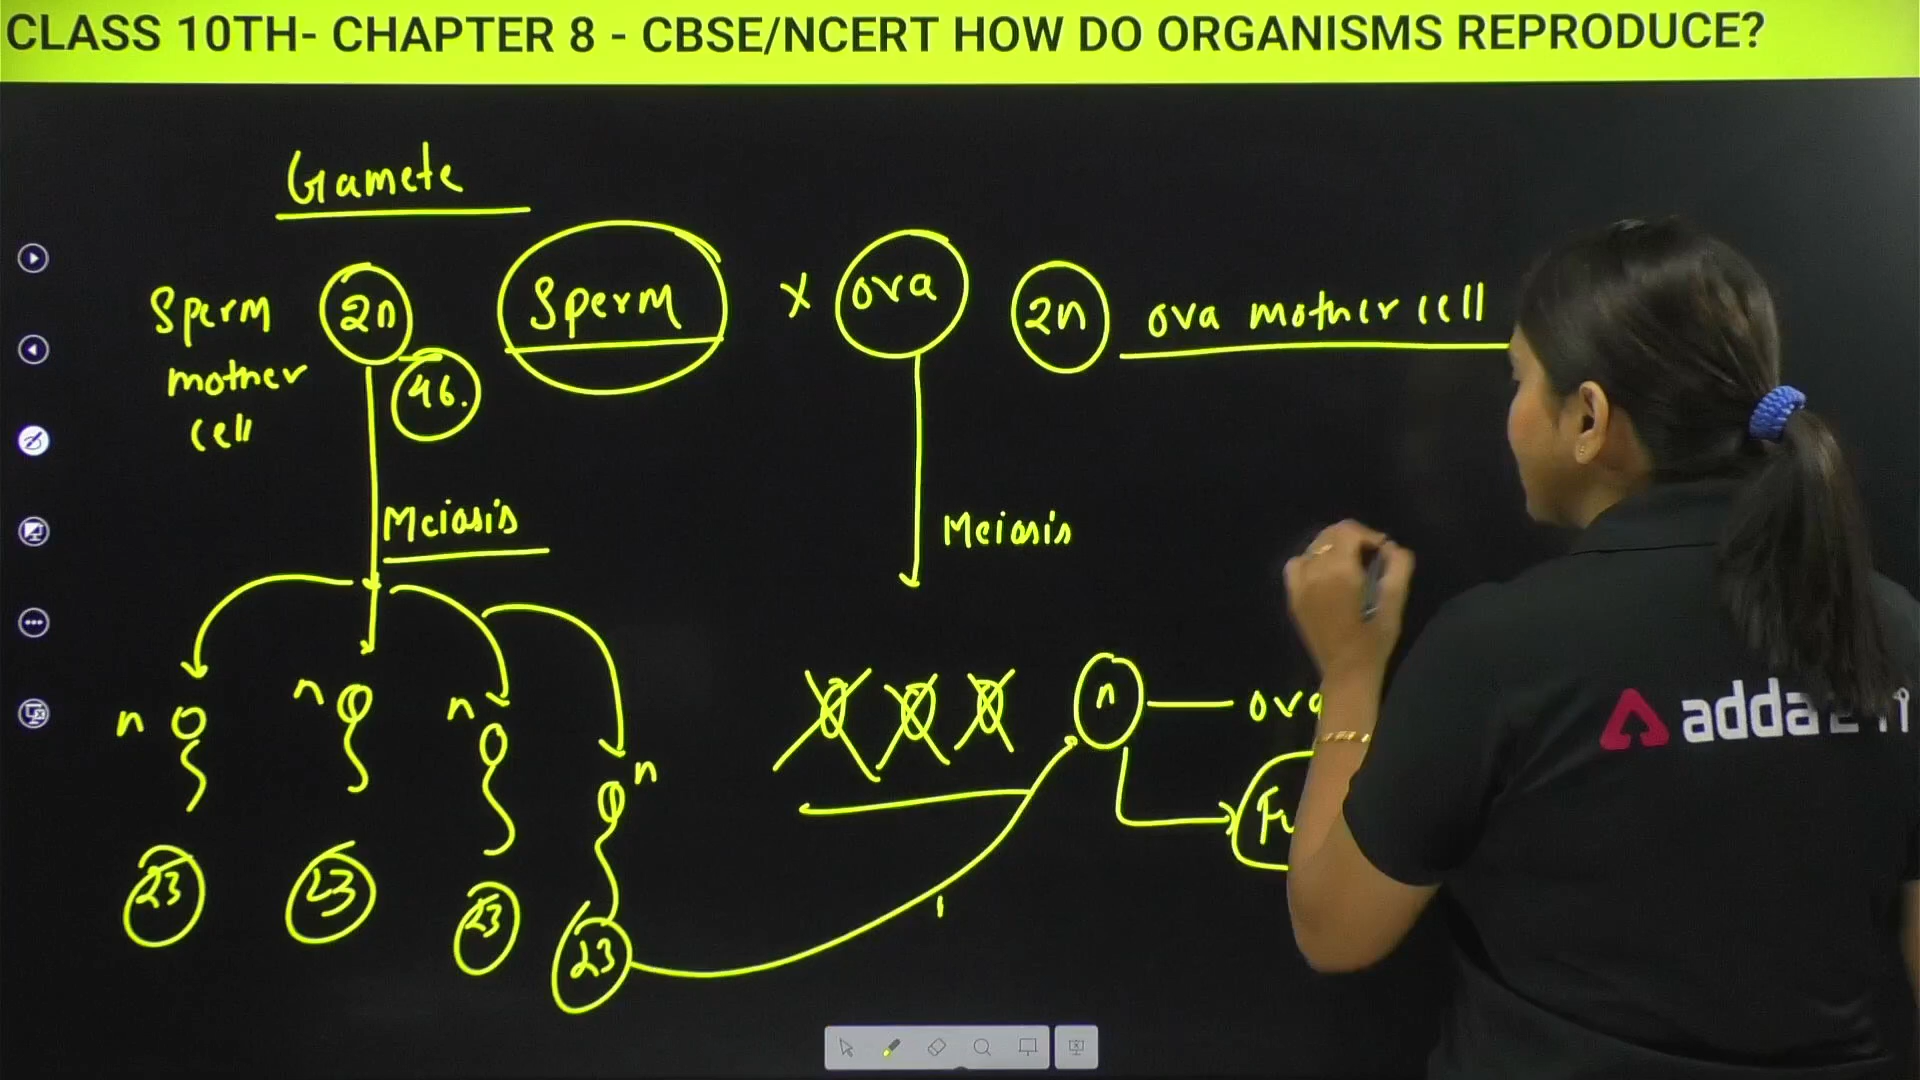 CLASS 10TH- CHAPTER 8 - CBSE/NCERT HOW DO ORGANISMS REPRODUCE?
Gamete
Sperm
mother
cell
2n
46.
Sperm
x
ova
2n
ova mother cell
Meiosis
Meiosis
n
n
n
n
23
23
23
23
n
ova